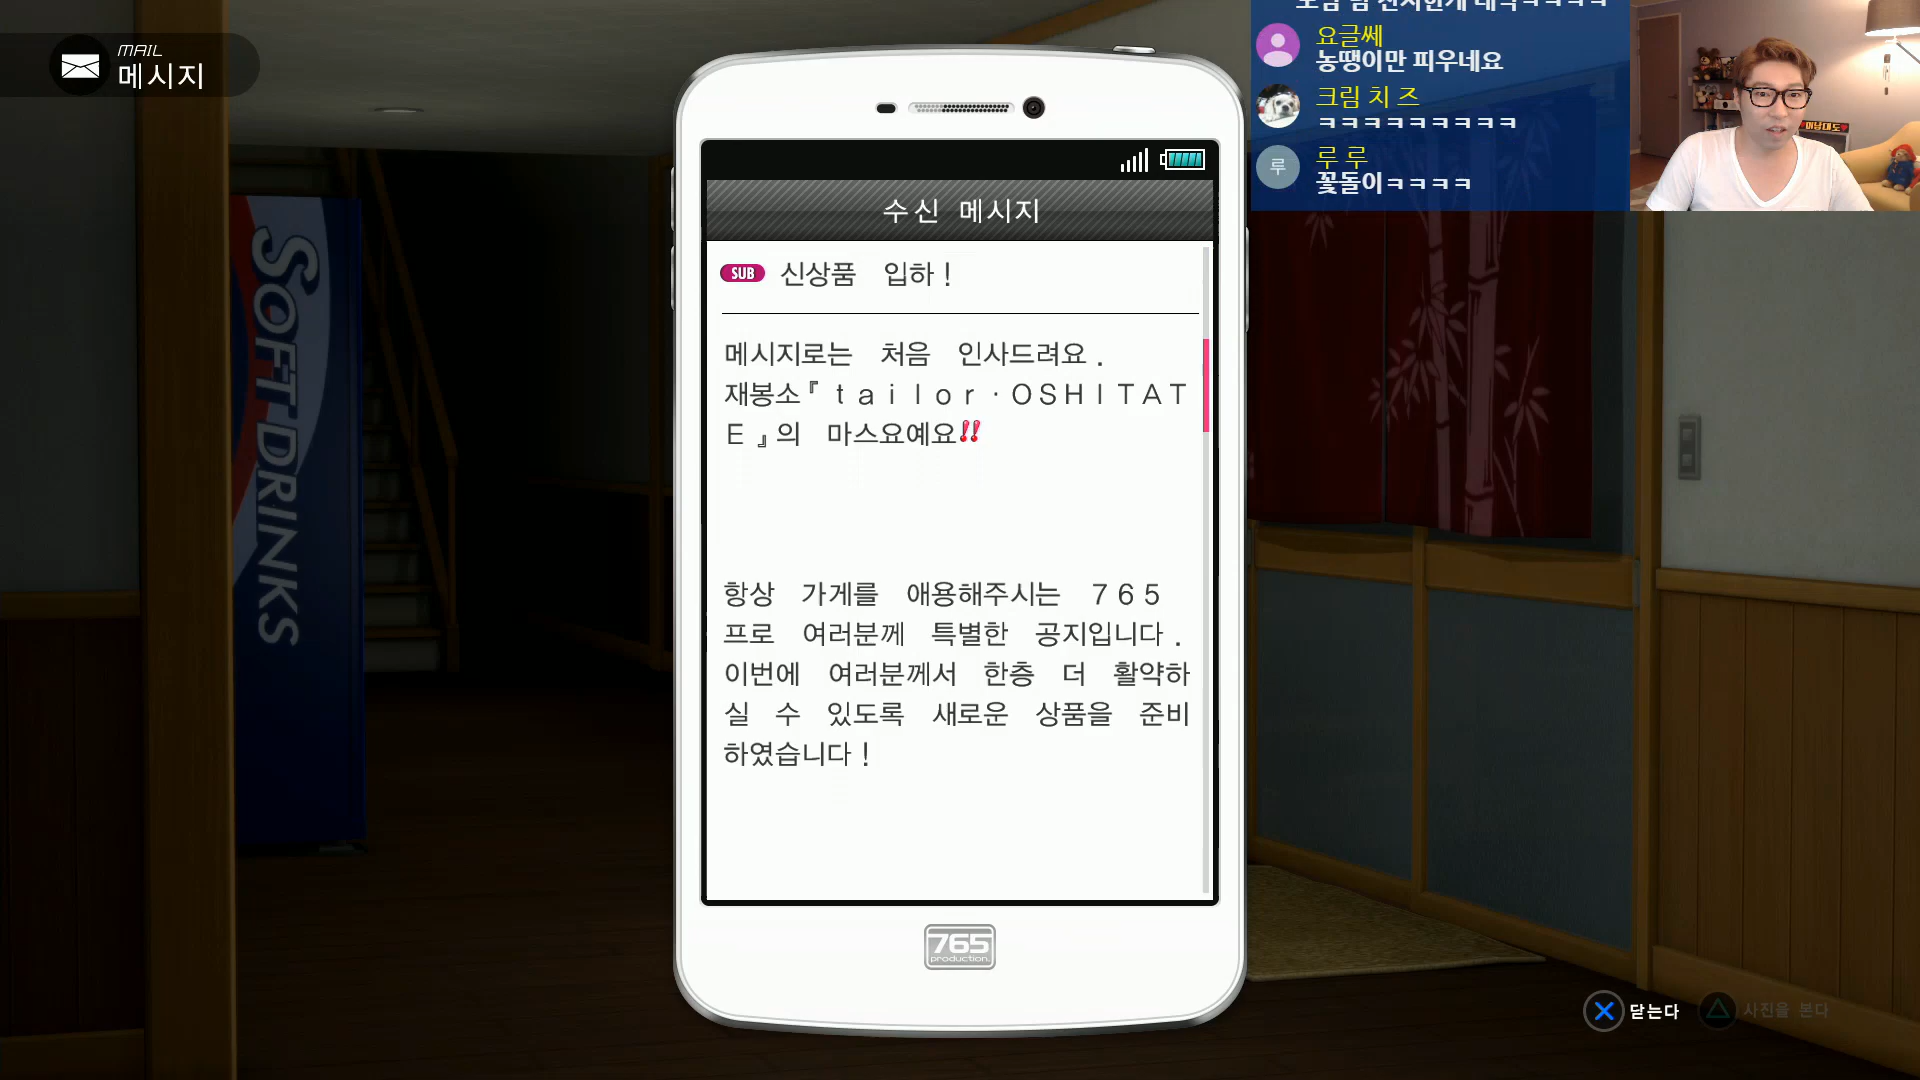 MAIL
메시지
요글쎄
농땡이만 피우네요
크림 치 즈
ㅋㅋㅋㅋㅋㅋㅋㅋㅋ
루
루 루
꽃돌이ㅋㅋㅋㅋ
수신 메시지
SUB 신상품 입하!
메시지로는 처음 인사드려요.
재봉소『tailor·OSHITAT
E』의 마스요예요!!
항상 가게를 애용해주시는 765
프로 여러분께 특별한 공지입니다.
이번에 여러분께서 한층 더 활약하
실 수 있도록 새로운 상품을 준비
하였습니다!
765
production.
SOFT DRINKS
닫는다
사진을 본다